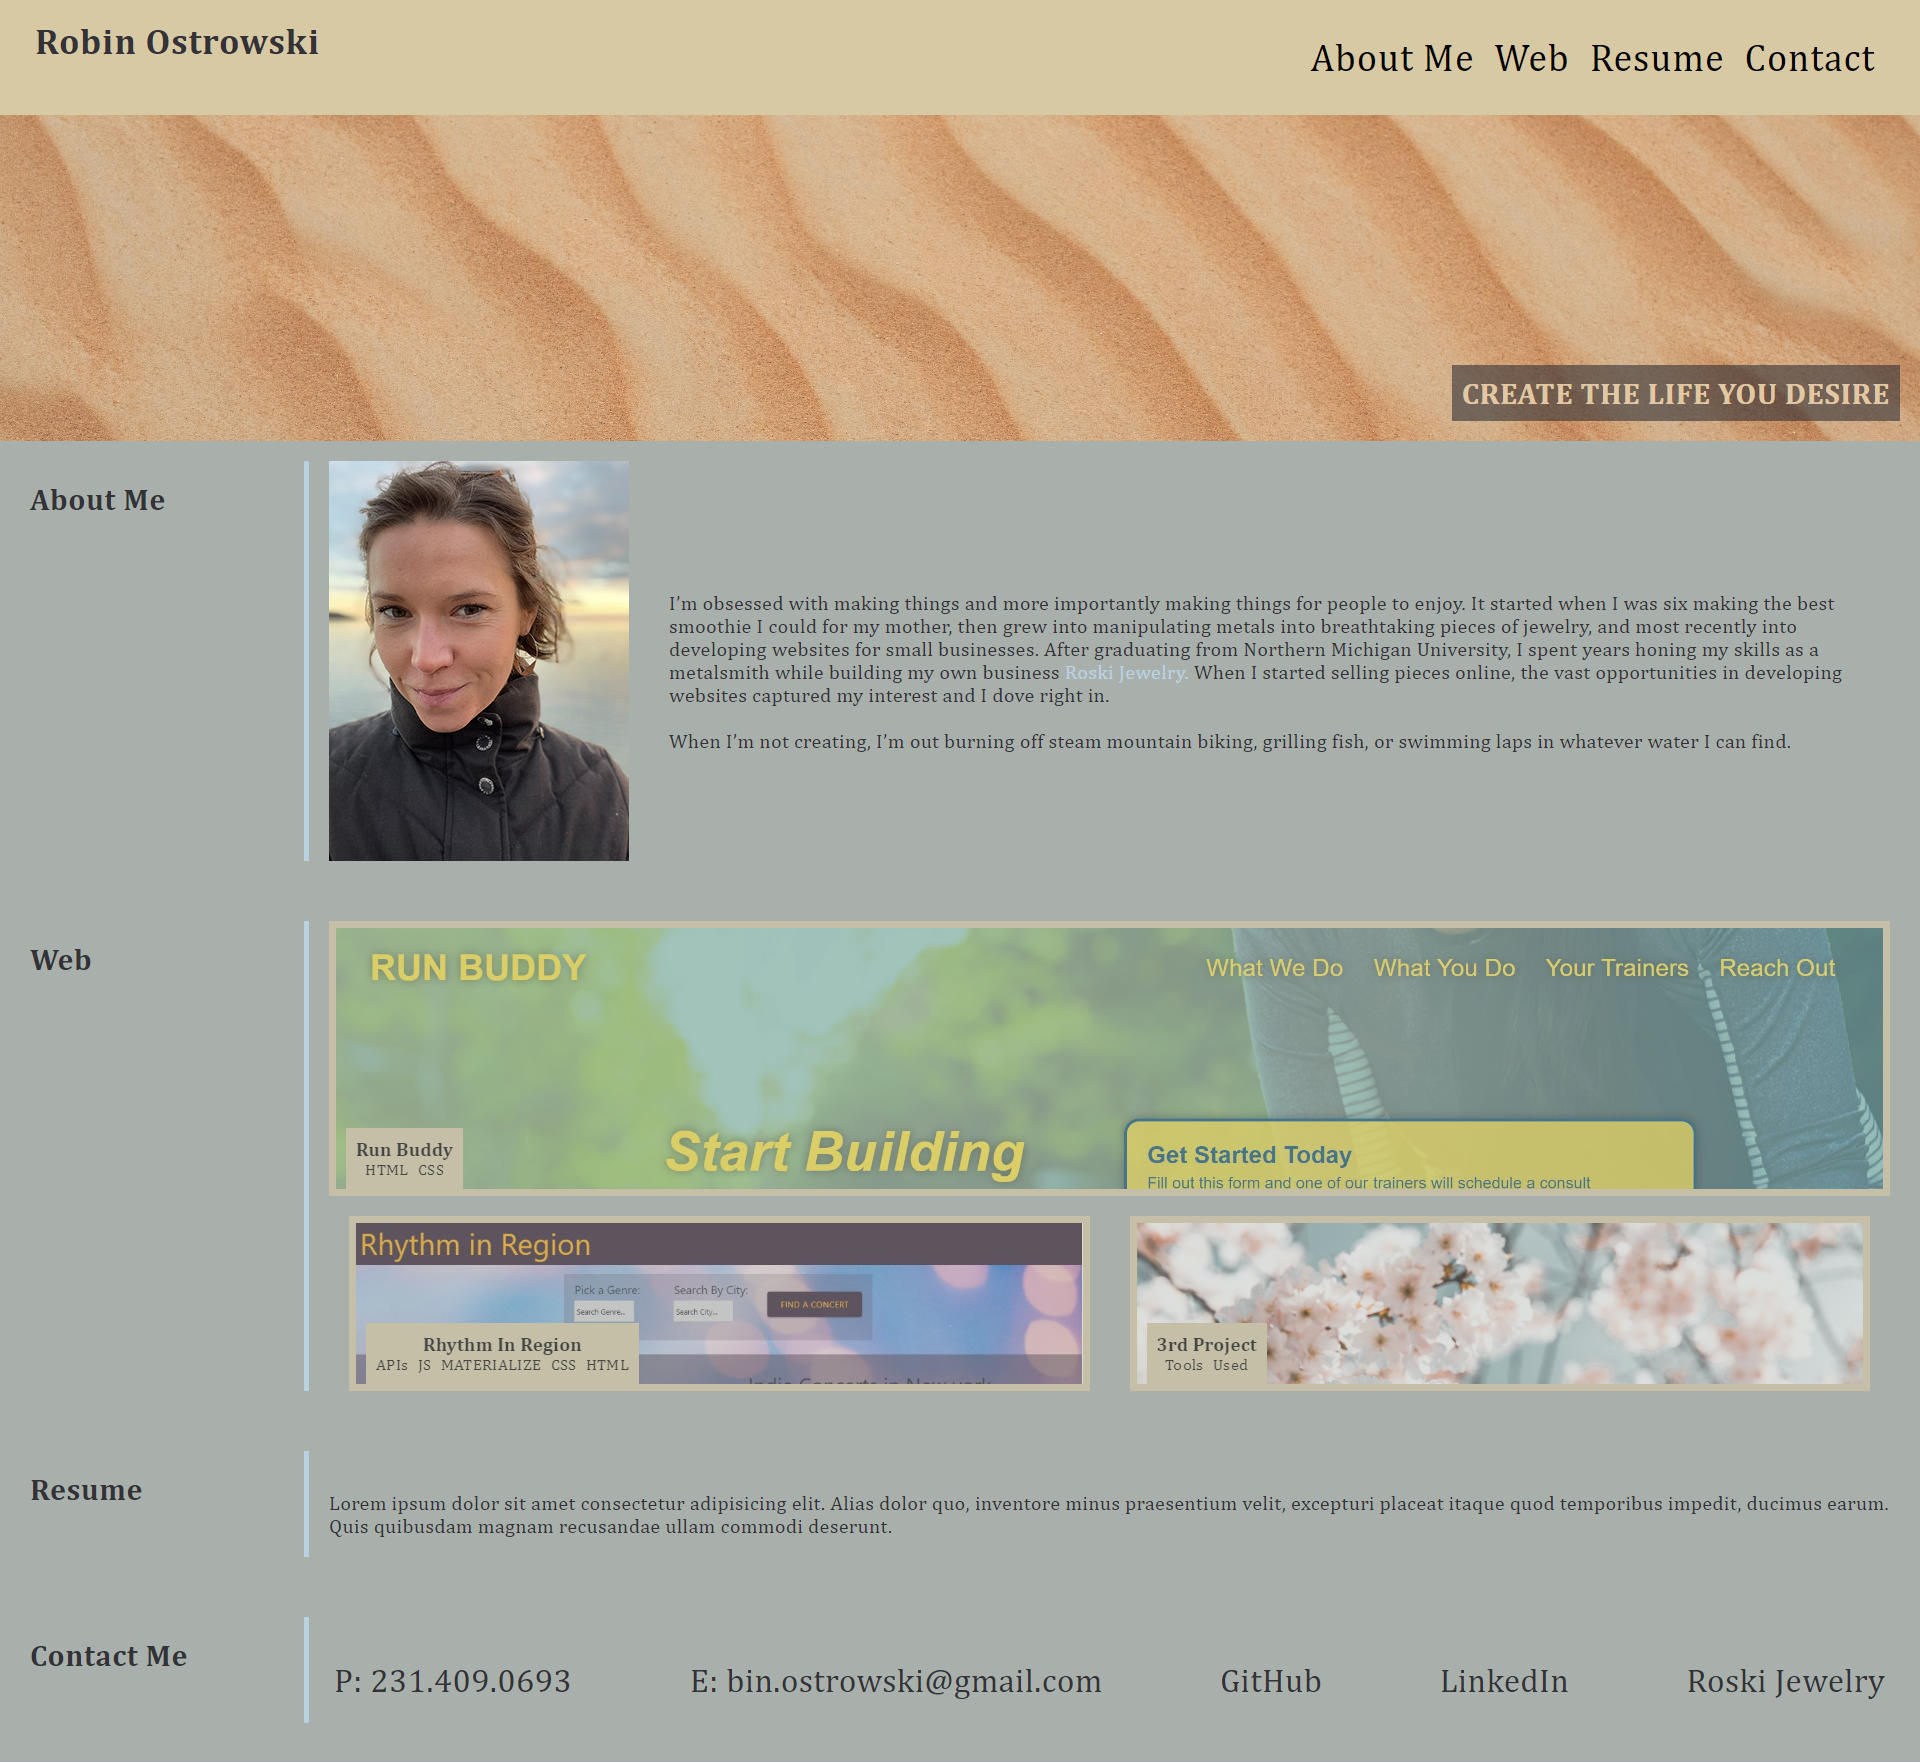 Robin Ostrowski
About Me Web Resume Contact
CREATE THE LIFE YOU DESIRE
About Me
I’m obsessed with making things and more importantly making things for people to enjoy. It started when I was six making the best
smoothie I could for my mother, then grew into manipulating metals into breathtaking pieces of jewelry, and most recently into
developing websites for small businesses. After graduating from Northern Michigan University, I spent years honing my skills as a
metalsmith while building my own business Roski Jewelry. When I started selling pieces online, the vast opportunities in developing
websites captured my interest and I dove right in.
When I’m not creating, I’m out burning off steam mountain biking, grilling fish, or swimming laps in whatever water I can find.
Web
RUN BUDDY
What We Do What You Do Your Trainers Reach Out
Start Building
Get Started Today
Fill out this form and one of our trainers will schedule a consult
Run Buddy
HTML CSS
Rhythm in Region
Pick a Genre: Search By City:
Search Genre... Search City... FIND A CONCERT
Indie Concerts in New york
Rhythm In Region
APIs JS MATERIALIZE CSS HTML
3rd Project
Tools Used
Resume
Lorem ipsum dolor sit amet consectetur adipisicing elit. Alias dolor quo, inventore minus praesentium velit, excepturi placeat itaque quod temporibus impedit, ducimus earum.
Quis quibusdam magnam recusandae ullam commodi deserunt.
Contact Me
P: 231.409.0693 E: bin.ostrowski@gmail.com GitHub LinkedIn Roski Jewelry